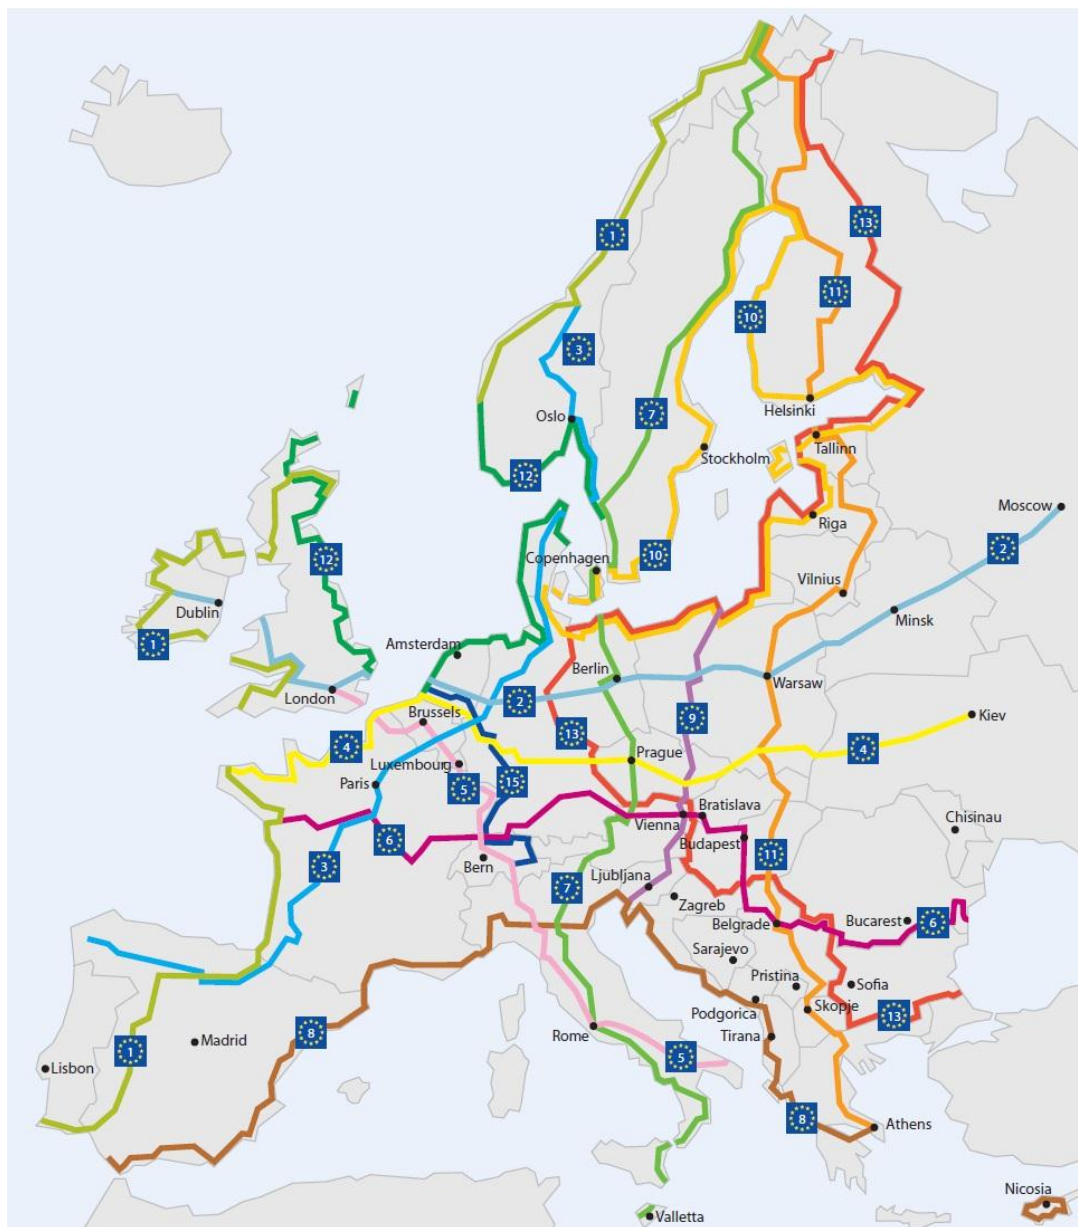 1
13
11
10
3
Oslo
7
Helsinki
Stockholm
Tallinn
12
Moscow
Riga
2
12
Copenhagen
10
Vilnius
Dublin
Minsk
1
Amsterdam
Berlin
Warsaw
London
2
Brussels
9
Kiev
13
4
4
Luxembourg
Prague
Paris
5
15
Bratislava
Vienna
Chisinau
6
Budapest
Bern
11
3
7
Ljubljana
Zagreb
Bucarest
6
Belgrade
Sarajevo
Pristina
Sofia
Skopje
Podgorica
13
8
Madrid
Rome
Tirana
1
5
Lisbon
8
Athens
Nicosia
Valletta